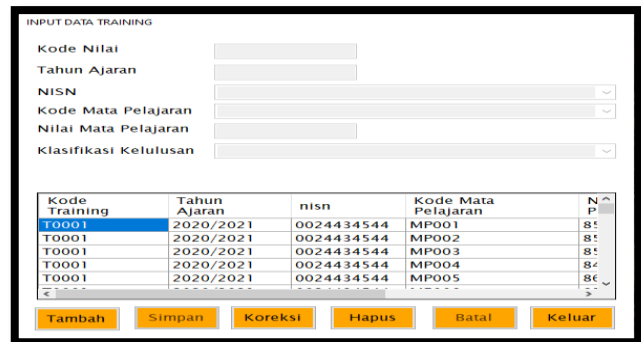 INPUT DATA TRAINING
Kode Nilai
Tahun Ajaran
NISN
Kode Mata Pelajaran
Nilai Mata Pelajaran
Klasifikasi Kelulusan
Kode Training Tahun Ajaran nisn Kode Mata Pelajaran
T0001 2020/2021 0024434544 MP001
T0001 2020/2021 0024434544 MP002
T0001 2020/2021 0024434544 MP003
T0001 2020/2021 0024434544 MP004
T0001 2020/2021 0024434544 MP005
Tambah Simpan Koreksi Hapus Batal Keluar